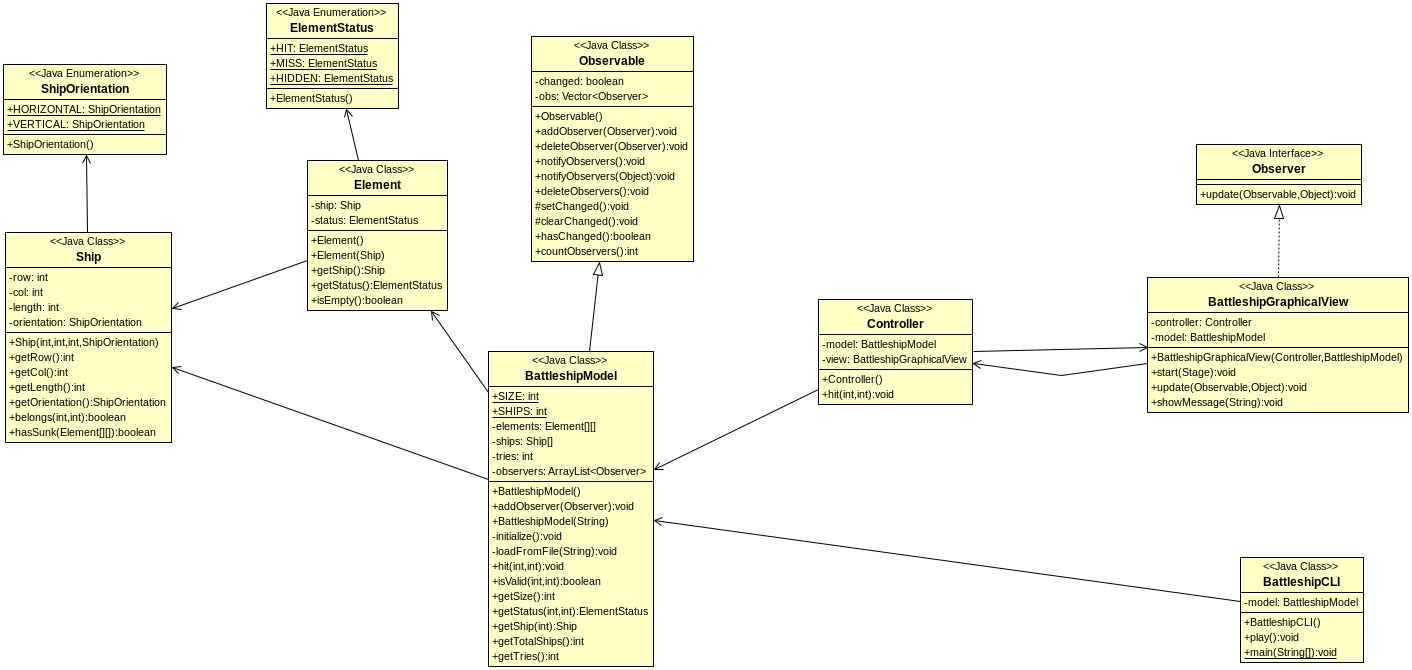 <<Java Enumeration>>
ElementStatus
+HIT: ElementStatus
+MISS: ElementStatus
+HIDDEN: ElementStatus
+ElementStatus()
<<Java Enumeration>>
ShipOrientation
+HORIZONTAL: ShipOrientation
+VERTICAL: ShipOrientation
+ShipOrientation()
<<Java Class>>
Observable
-changed: boolean
-obs: Vector<Observer>
+Observable()
+addObserver(Observer):void
+deleteObserver(Observer):void
+notifyObservers():void
+notifyObservers(Object):void
+deleteObservers():void
#setChanged():void
#clearChanged():void
+hasChanged():boolean
+countObservers():int
<<Java Interface>>
Observer
+update(Observable,Object):void
<<Java Class>>
Element
-ship: Ship
-status: ElementStatus
+Element()
+Element(Ship)
+getShip():Ship
+getStatus():ElementStatus
+isEmpty():boolean
<<Java Class>>
Ship
-row: int
-col: int
-length: int
-orientation: ShipOrientation
+Ship(int,int,int,ShipOrientation)
+getRow():int
+getCol():int
+getLength():int
+getOrientation():ShipOrientation
+belongs(int,int):boolean
+hasSunk(Element[][]):boolean
<<Java Class>>
BattleshipModel
+SIZE: int
+SHIPS: int
-elements: Element[][]
-ships: Ship[]
-tries: int
-observers: ArrayList<Observer>
+BattleshipModel()
+addObserver(Observer):void
+BattleshipModel(String)
-initialize():void
-loadFromFile(String):void
+hit(int,int):void
+isValid(int,int):boolean
+getSize():int
+getStatus(int,int):ElementStatus
+getShip(int):Ship
+getTotalShips():int
+getTries():int
<<Java Class>>
Controller
-model: BattleshipModel
-view: BattleshipGraphicalView
+Controller()
+hit(int,int):void
<<Java Class>>
BattleshipGraphicalView
-controller: Controller
-model: BattleshipModel
+BattleshipGraphicalView(Controller,BattleshipModel)
+start(Stage):void
+update(Observable,Object):void
+showMessage(String):void
<<Java Class>>
BattleshipCLI
-model: BattleshipModel
+BattleshipCLI()
+play():void
+main(String[]):void